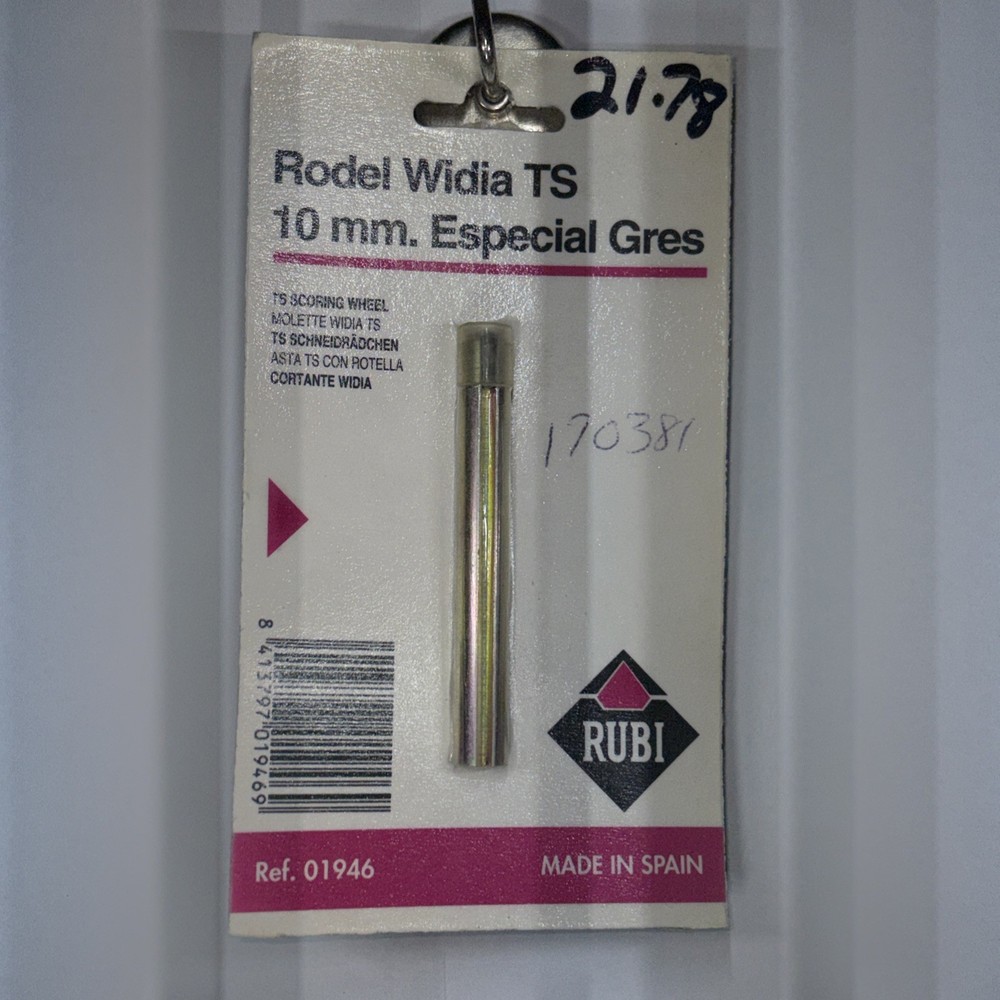 21.78
Rodel Widia TS
10 mm. Especial Gres
TS SCORING WHEEL
MOLETTE WIDIA TS
TS SCHNEIDRÄDCHEN
ASTA TS CON ROTELLA
CORTANTE WIDIA
170381
8 413797 019469
RUBI
Ref. 01946 MADE IN SPAIN